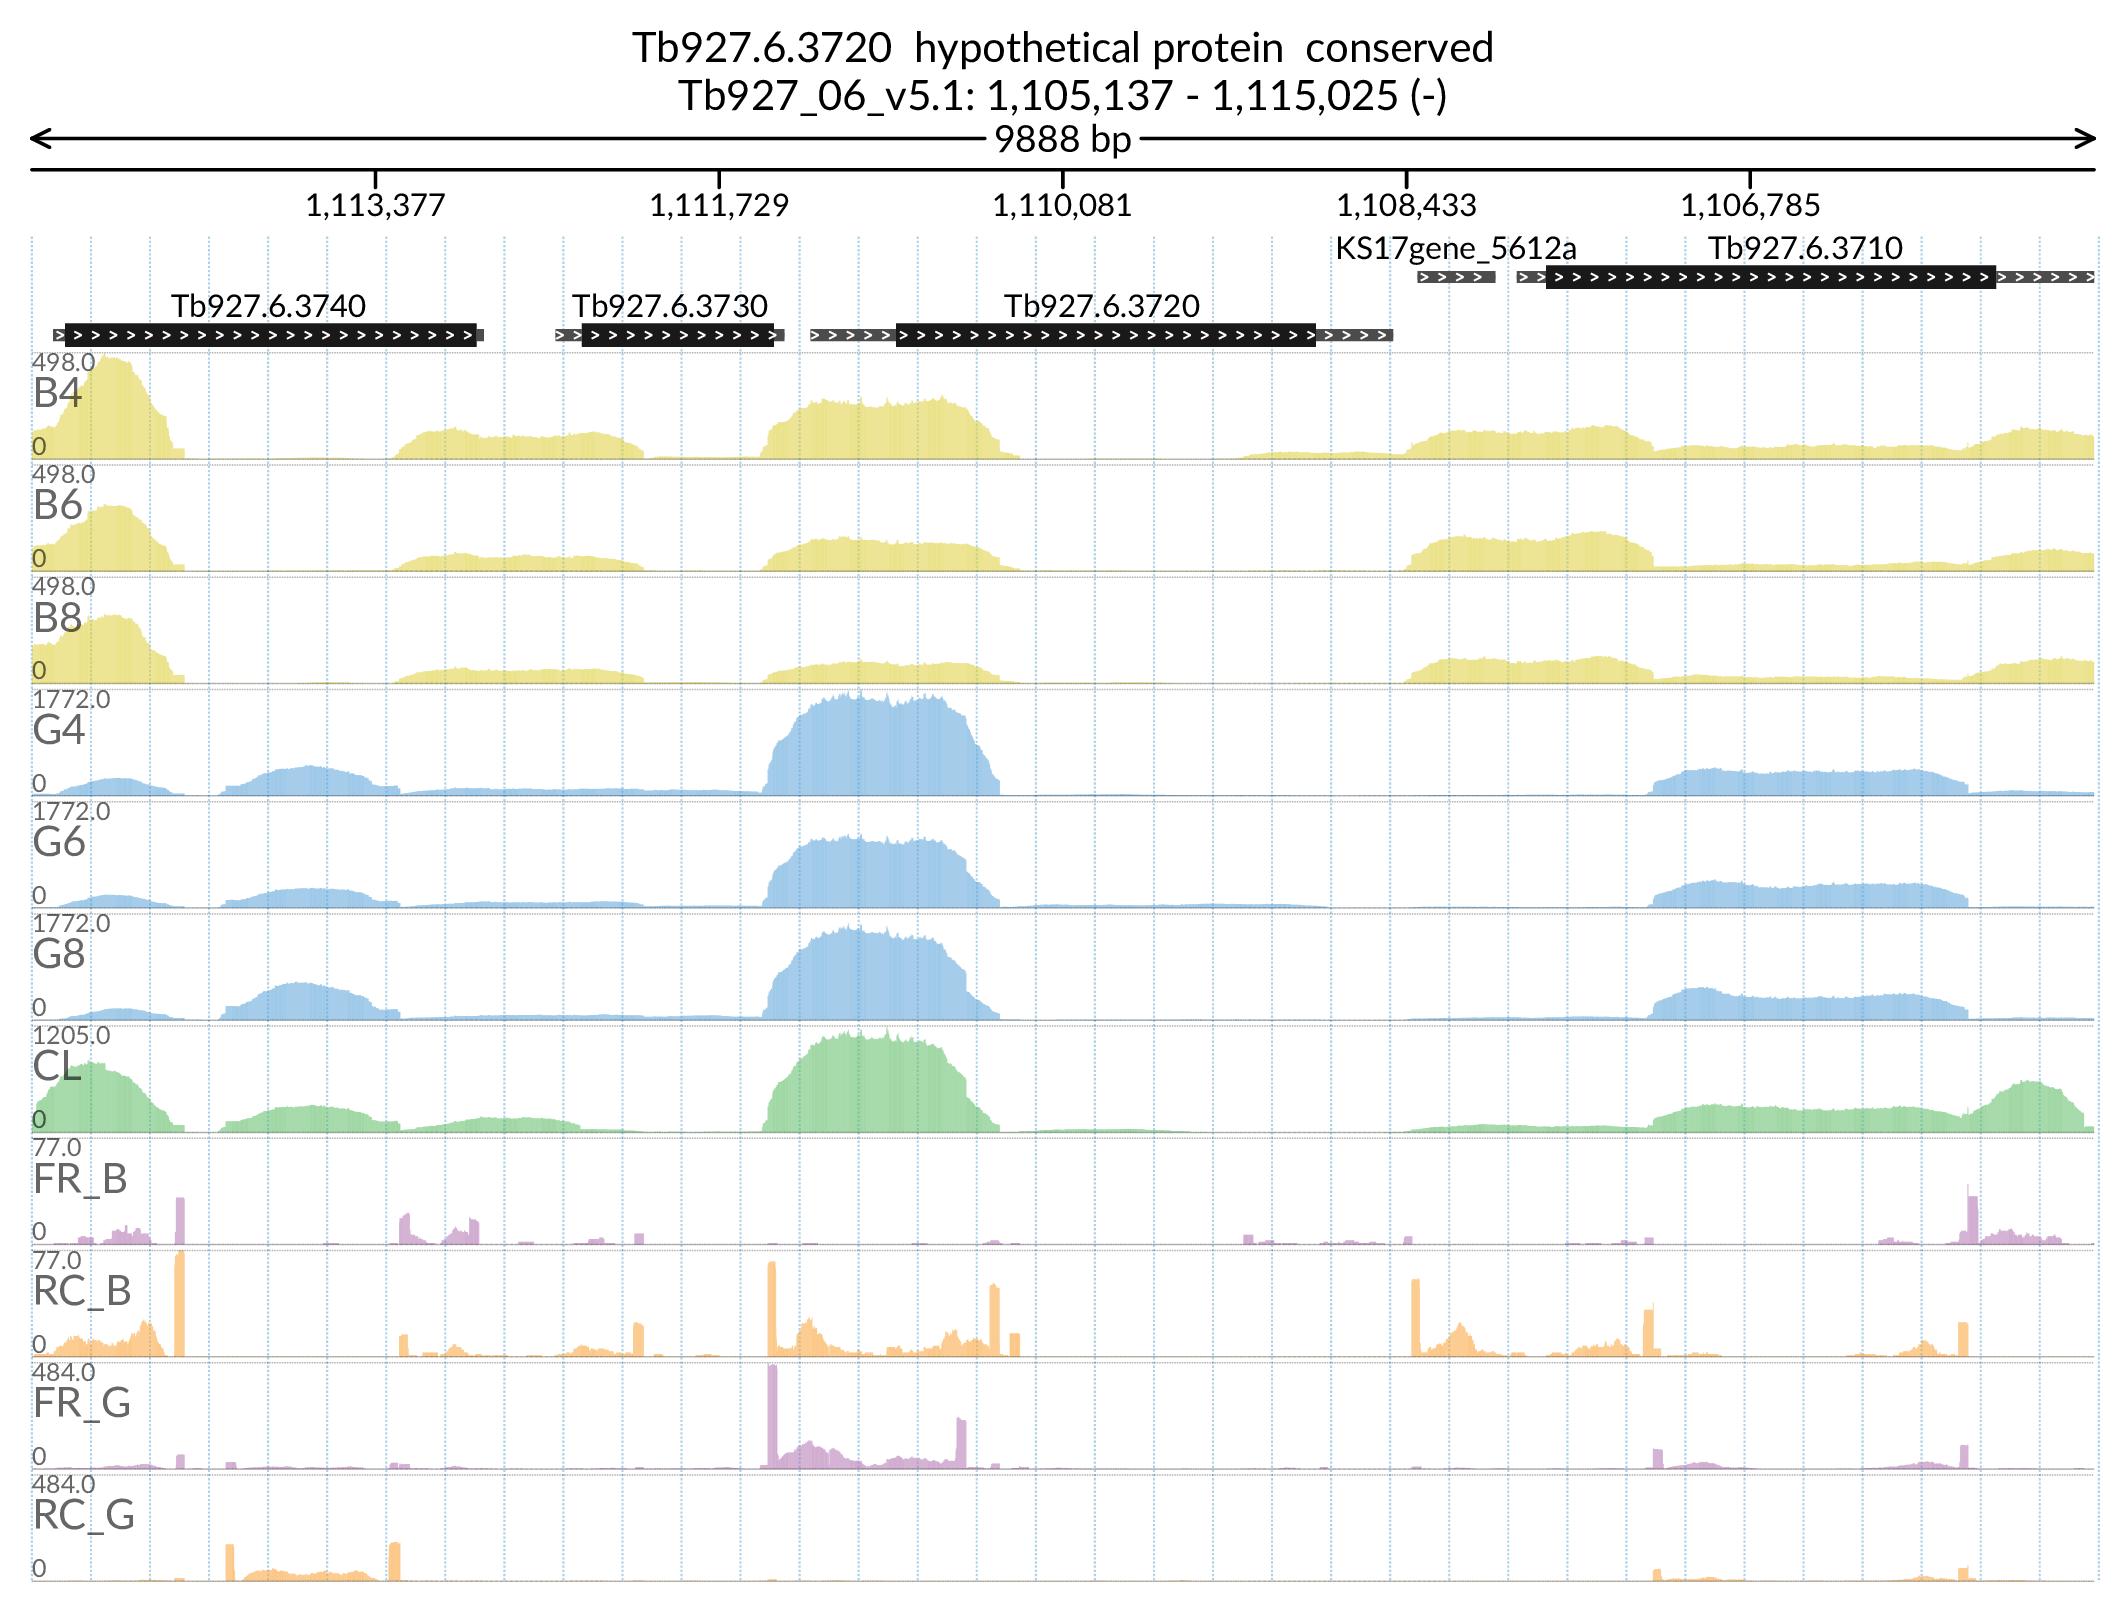 Tb927.6.3720  hypothetical protein  conserved
Tb927_06_v5.1: 1,105,137 - 1,115,025 (-)
9888 bp
1,113,377 1,111,729 1,110,081 1,108,433 1,106,785
KS17gene_5612a Tb927.6.3710
Tb927.6.3740 Tb927.6.3730 Tb927.6.3720
498.0
B4
0
498.0
B6
0
498.0
B8
0
1772.0
G4
0
1772.0
G6
0
1772.0
G8
0
1205.0
CL
0
77.0
FR_B
0
77.0
RC_B
0
484.0
FR_G
0
484.0
RC_G
0